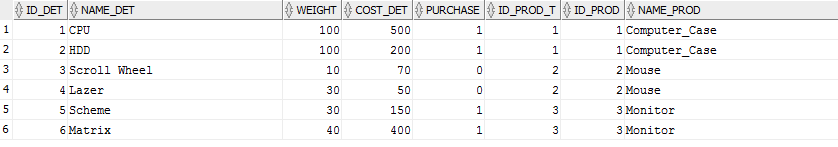 ID_DET NAME_DET WEIGHT COST_DET PURCHASE ID_PROD_T ID_PROD NAME_PROD
1 1 CPU 100 500 1 1 1 Computer_Case
2 2 HDD 100 200 1 1 1 Computer_Case
3 3 Scroll Wheel 10 70 0 2 2 Mouse
4 4 Lazer 30 50 0 2 2 Mouse
5 5 Scheme 30 150 1 3 3 Monitor
6 6 Matrix 40 400 1 3 3 Monitor